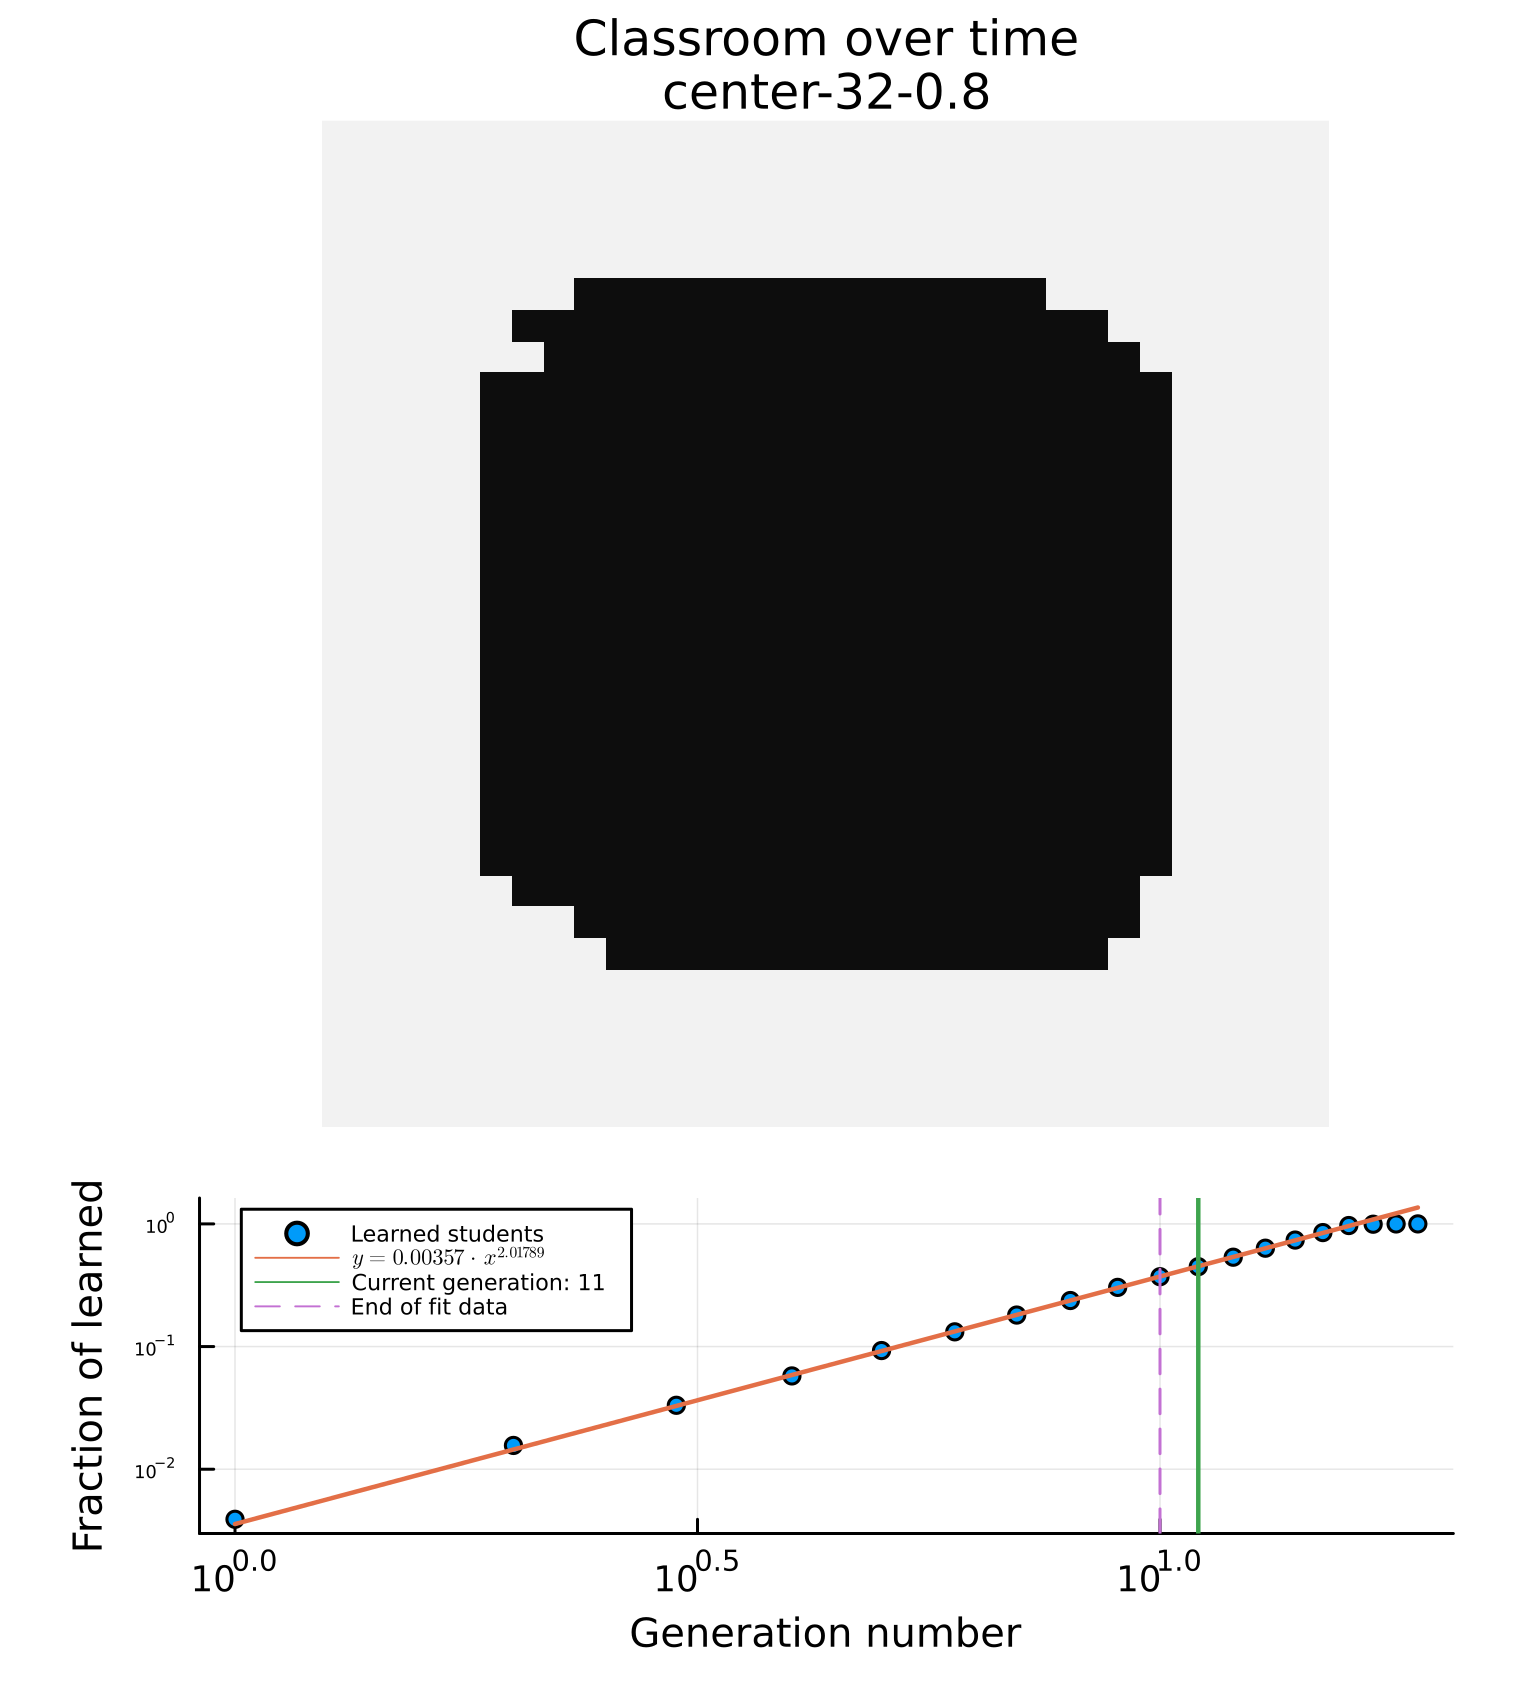 Classroom over time
center-32-0.8
Fraction of learned
10⁰
10⁻¹
10⁻²
Learned students
y = 0.00357 · x^2.01789
Current generation: 11
End of fit data
10^0.0
10^0.5
10^1.0
Generation number